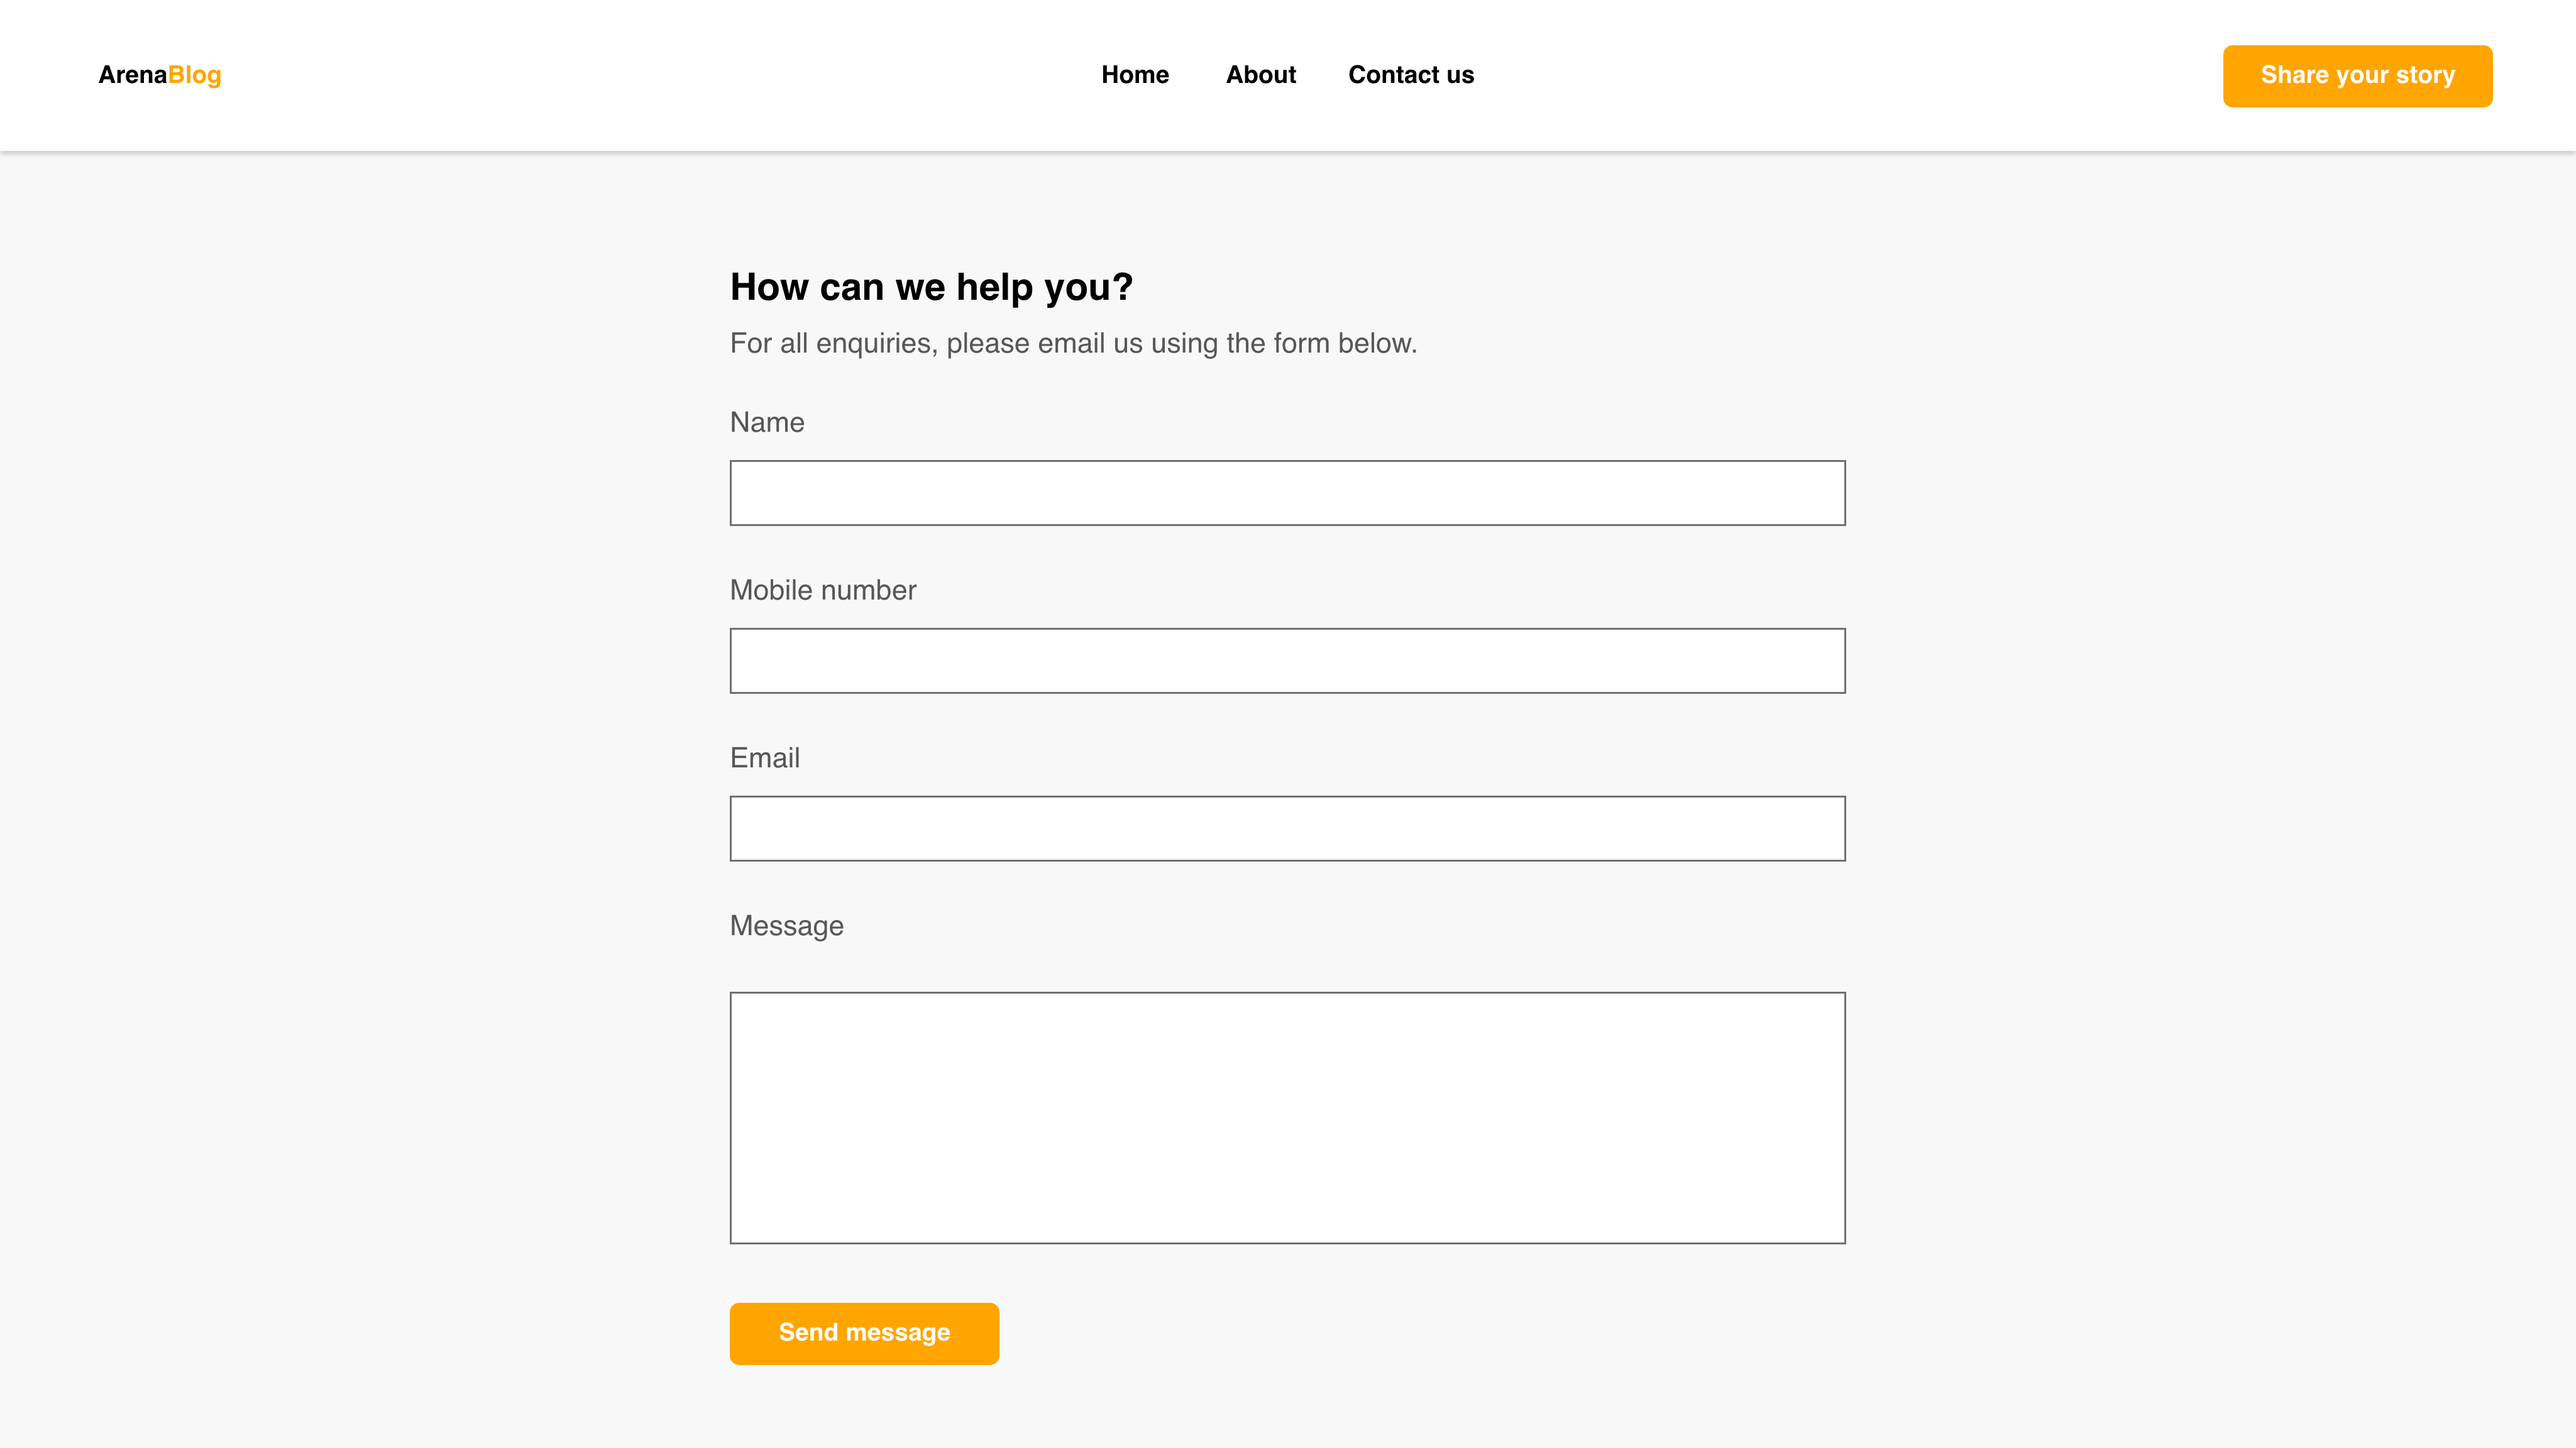 ArenaBlog
Home About Contact us
Share your story
How can we help you?
For all enquiries, please email us using the form below.
Name
Mobile number
Email
Message
Send message